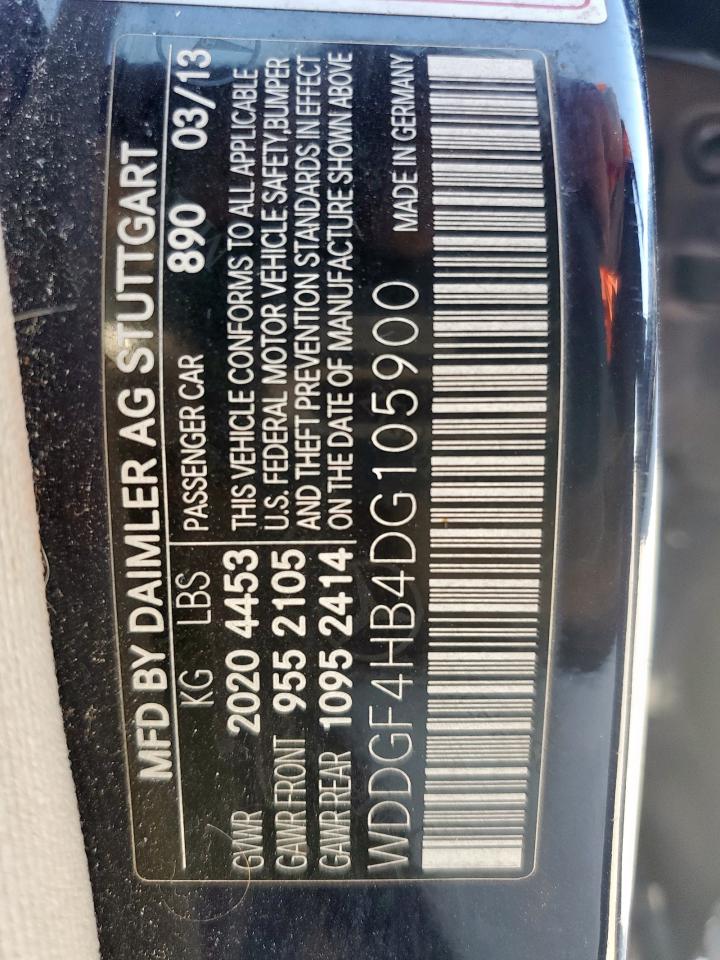 MFD BY DAIMLER AG STUTTGART
KG LBS PASSENGER CAR 890 03/13
GVWR 2020 4453 THIS VEHICLE CONFORMS TO ALL APPLICABLE
GAWR FRONT 955 2105 U.S. FEDERAL MOTOR VEHICLE SAFETY,BUMPER
GAWR REAR 1095 2414 AND THEFT PREVENTION STANDARDS IN EFFECT
ON THE DATE OF MANUFACTURE SHOWN ABOVE
WDDGF4HB4DG105900 MADE IN GERMANY